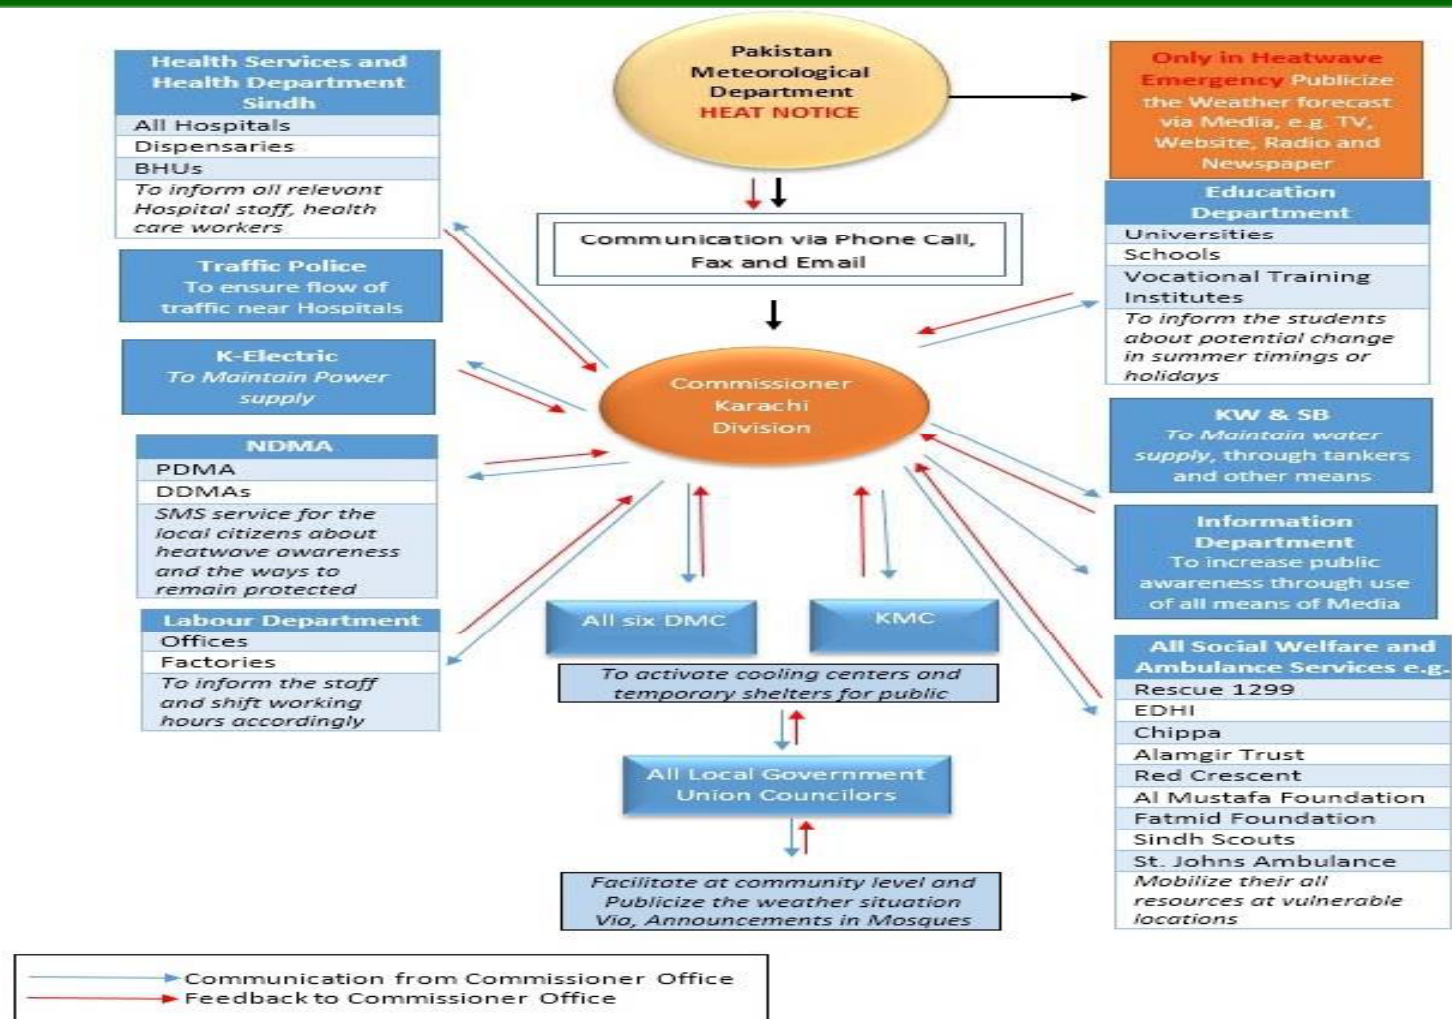 Pakistan
Meteorological
Department
HEAT NOTICE
Only in Heatwave
Emergency Publicize
the Weather forecast
via Media, e.g. TV,
Website, Radio and
Newspaper
Communication via Phone Call,
Fax and Email
Commissioner
Karachi
Division
Health Services and
Health Department
Sindh
All Hospitals
Dispensaries
BHUs
To inform all relevant
Hospital staff, health
care workers
Traffic Police
To ensure flow of
traffic near Hospitals
K-Electric
To Maintain Power
supply
NDMA
PDMA
DDMAs
SMS service for the
local citizens about
heatwave awareness
and the ways to
remain protected
Labour Department
Offices
Factories
To inform the staff
and shift working
hours accordingly
Education
Department
Universities
Schools
Vocational Training
Institutes
To inform the students
about potential change
in summer timings or
holidays
KW & SB
To Maintain water
supply, through tankers
and other means
Information
Department
To increase public
awareness through use
of all means of Media
All Social Welfare and
Ambulance Services e.g.
Rescue 1299
EDHI
Chippa
Alamgir Trust
Red Crescent
Al Mustafa Foundation
Fatmid Foundation
Sindh Scouts
St. Johns Ambulance
Mobilize their all
resources at vulnerable
locations
All six DMC
KMC
To activate cooling centers and
temporary shelters for public
All Local Government
Union Councilors
Facilitate at community level and
Publicize the weather situation
Via, Announcements in Mosques
Communication from Commissioner Office
Feedback to Commissioner Office